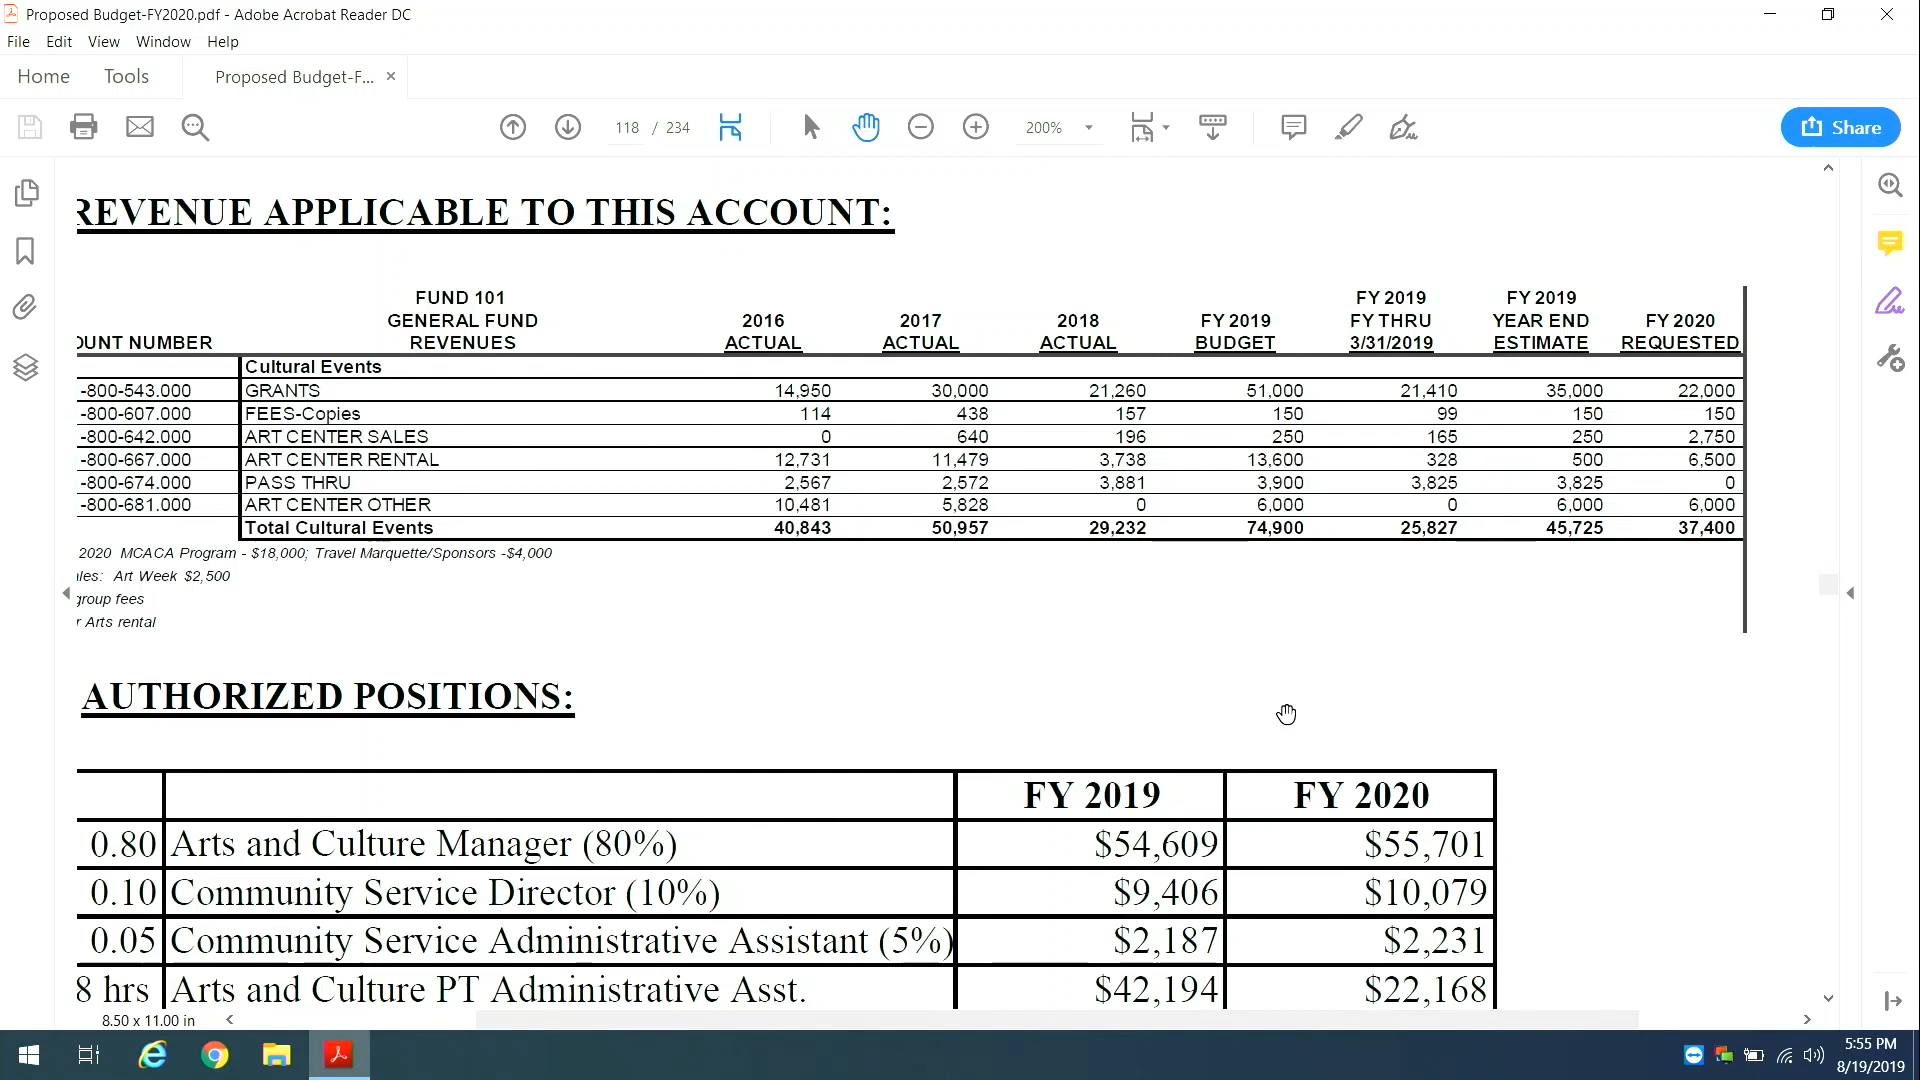 Proposed Budget-FY2020.pdf - Adobe Acrobat Reader DC
File Edit View Window Help
Home Tools Proposed Budget-F... ×
118 / 234 200% Share
REVENUE APPLICABLE TO THIS ACCOUNT:
FUND 101 FY 2019 FY 2019
GENERAL FUND 2016 2017 2018 FY 2019 FY THRU YEAR END FY 2020
OUNT NUMBER REVENUES ACTUAL ACTUAL ACTUAL BUDGET 3/31/2019 ESTIMATE REQUESTED
Cultural Events
-800-543.000 GRANTS 14,950 30,000 21,260 51,000 21,410 35,000 22,000
-800-607.000 FEES-Copies 114 438 157 150 99 150 150
-800-642.000 ART CENTER SALES 0 640 196 250 165 250 2,750
-800-667.000 ART CENTER RENTAL 12,731 11,479 3,738 13,600 328 500 6,500
-800-674.000 PASS THRU 2,567 2,572 3,881 3,900 3,825 3,825 0
-800-681.000 ART CENTER OTHER 10,481 5,828 0 6,000 0 6,000 6,000
Total Cultural Events 40,843 50,957 29,232 74,900 25,827 45,725 37,400
2020 MCACA Program - $18,000; Travel Marquette/Sponsors -$4,000
les: Art Week $2,500
group fees
r Arts rental
AUTHORIZED POSITIONS:
FY 2019 FY 2020
0.80 Arts and Culture Manager (80%) $54,609 $55,701
0.10 Community Service Director (10%) $9,406 $10,079
0.05 Community Service Administrative Assistant (5%) $2,187 $2,231
8 hrs Arts and Culture PT Administrative Asst. $42,194 $22,168
8.50 x 11.00 in
5:55 PM
8/19/2019